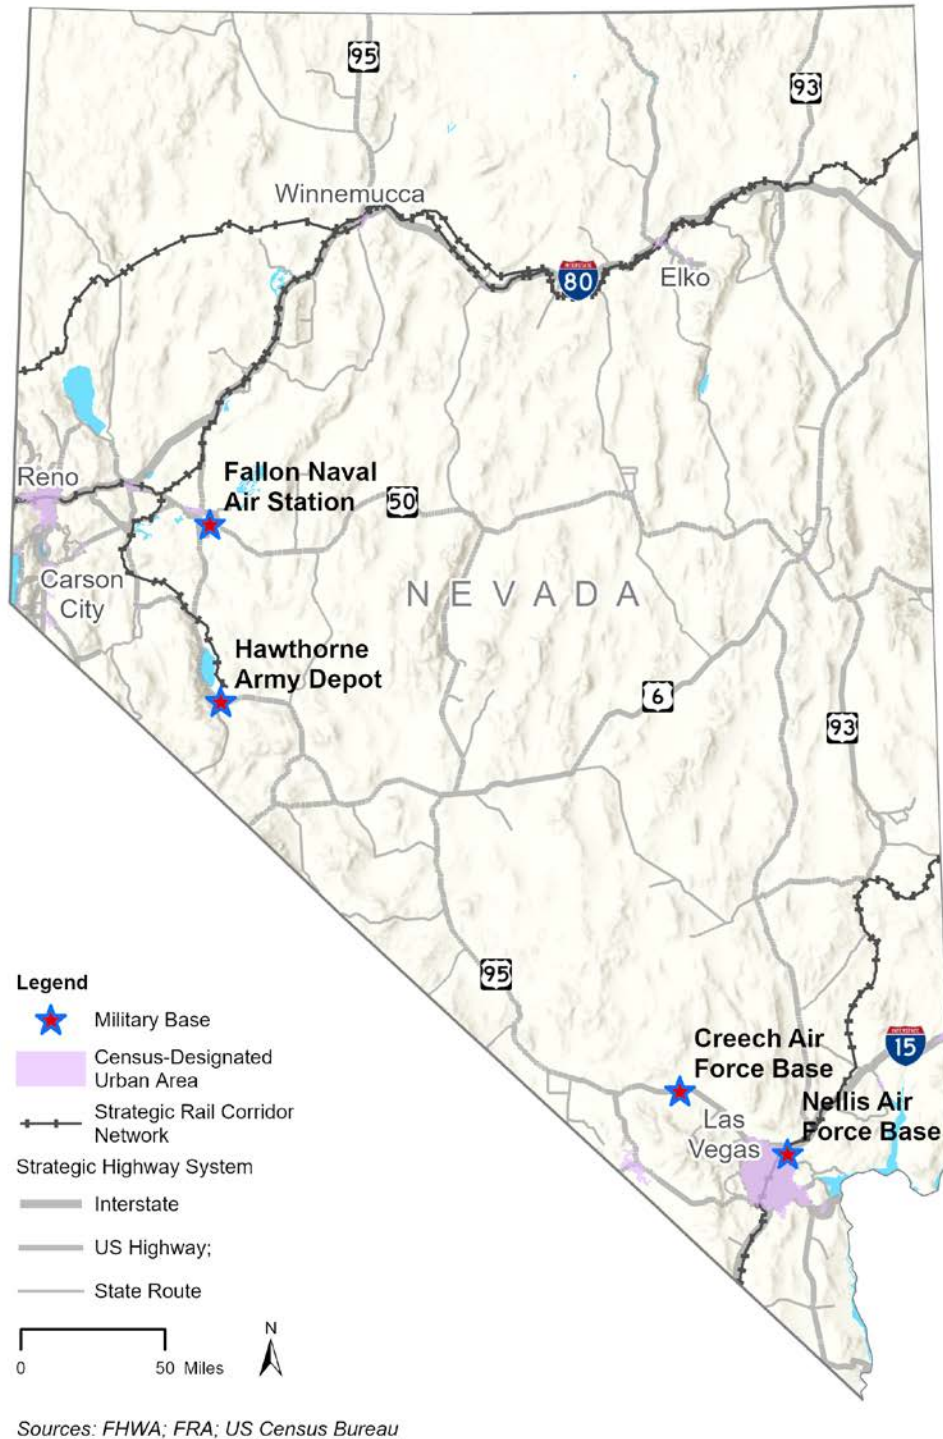 95
93
Winnemucca
INTERSTATE
80
Elko
Reno
Fallon Naval
Air Station
50
Carson
City
NEVADA
Hawthorne
Army Depot
6
93
95
INTERSTATE
15
Creech Air
Force Base
Las
Vegas
Nellis Air
Force Base
Legend
Military Base
Census-Designated
Urban Area
Strategic Rail Corridor
Network
Strategic Highway System
Interstate
US Highway;
State Route
N
0 50 Miles
Sources: FHWA; FRA; US Census Bureau